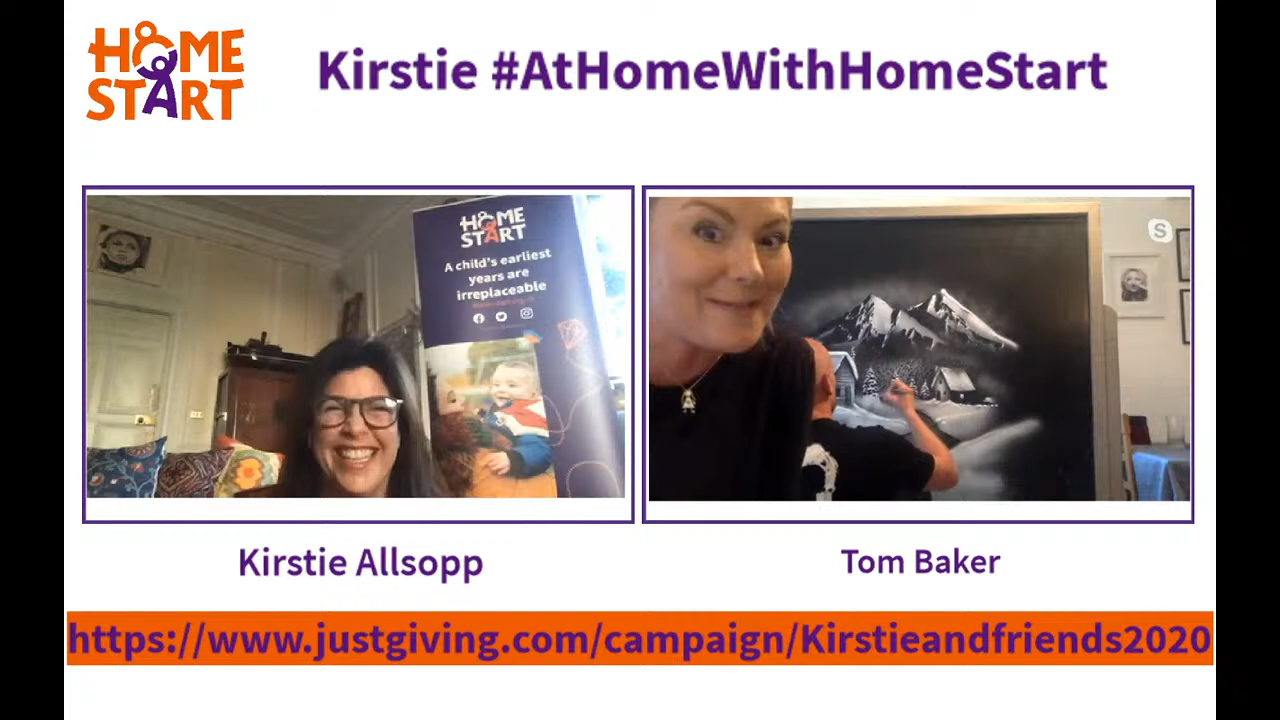 HOME
START
Kirstie #AtHomeWithHomeStart
HOME
START
A child's earliest
years are
irreplaceable
S
Kirstie Allsopp
Tom Baker
https://www.justgiving.com/campaign/Kirstieandfriends2020